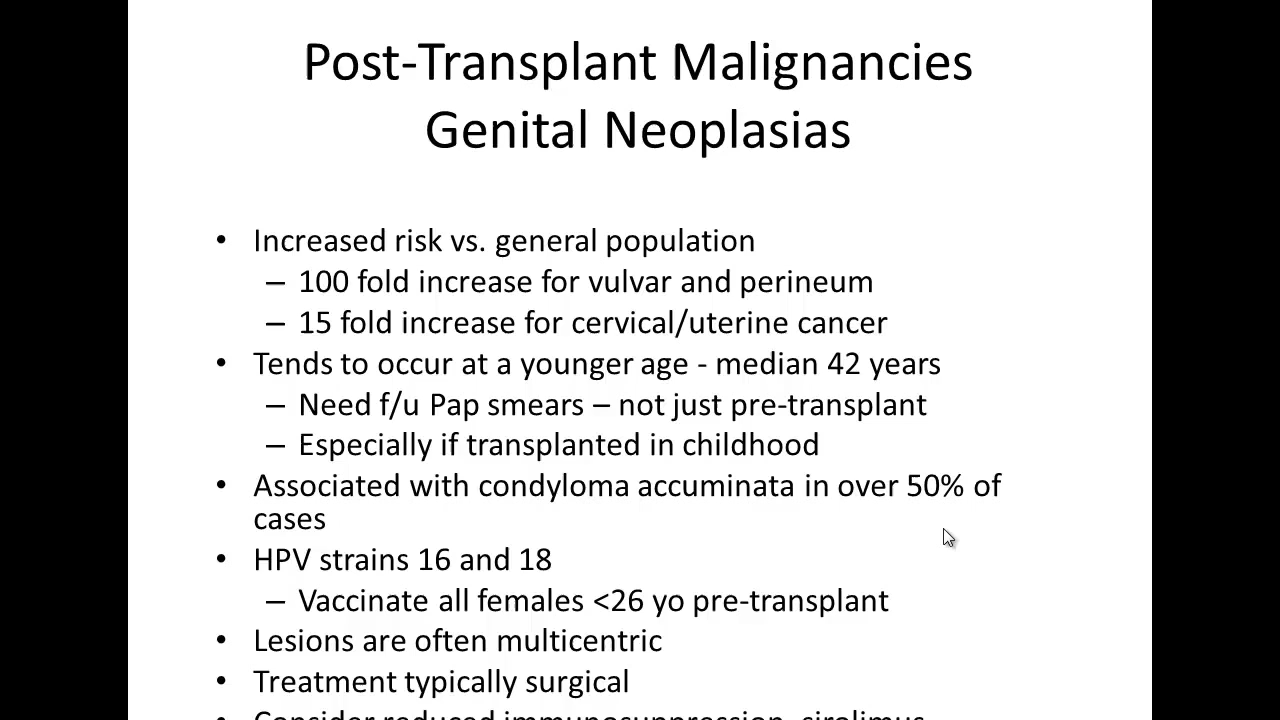 Post-Transplant Malignancies
Genital Neoplasias
• Increased risk vs. general population
– 100 fold increase for vulvar and perineum
– 15 fold increase for cervical/uterine cancer
• Tends to occur at a younger age - median 42 years
– Need f/u Pap smears – not just pre-transplant
– Especially if transplanted in childhood
• Associated with condyloma accuminata in over 50% of
cases
• HPV strains 16 and 18
– Vaccinate all females <26 yo pre-transplant
• Lesions are often multicentric
• Treatment typically surgical
• Consider reduced immunosuppression, sirolimus